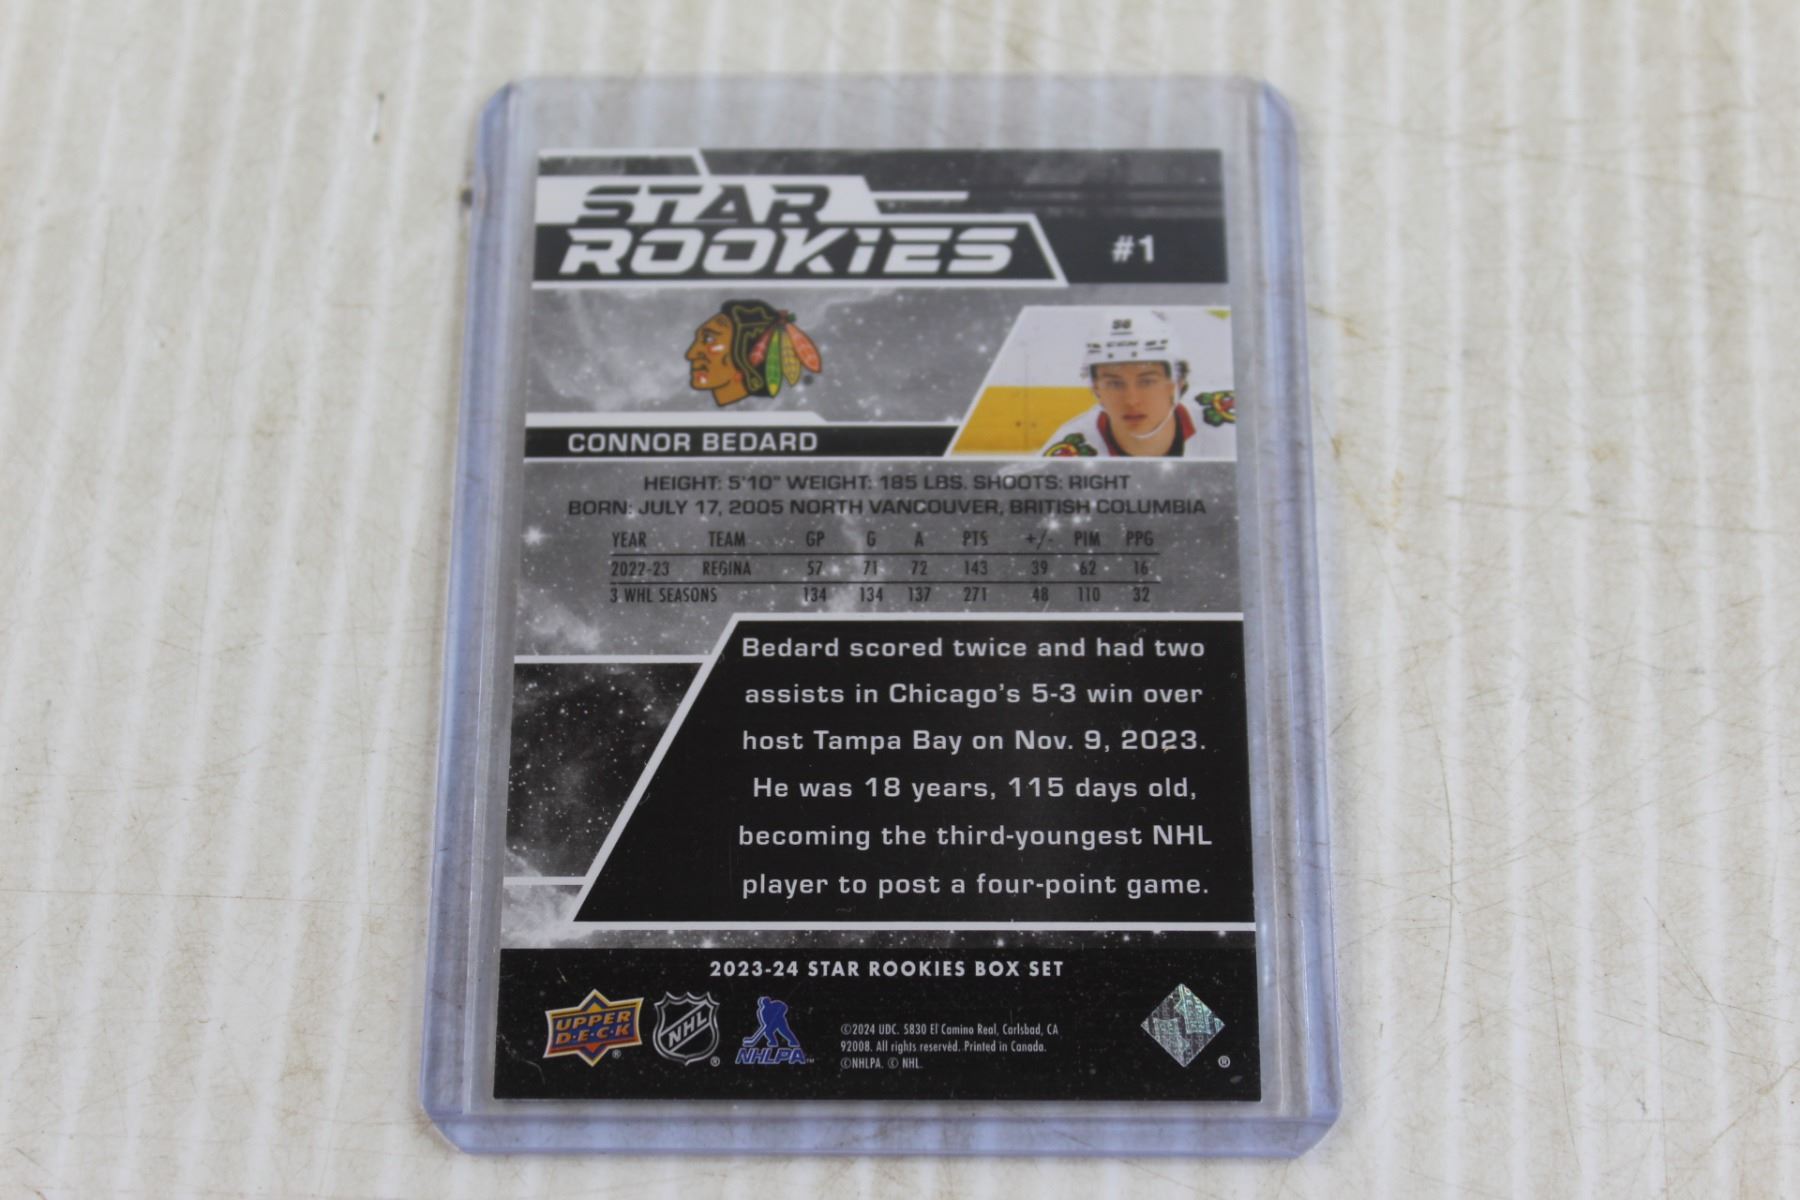 STAR
ROOKIES
#1
98
CCM
CONNOR BEDARD
HEIGHT: 5'10" WEIGHT: 185 LBS. SHOOTS: RIGHT
BORN: JULY 17, 2005 NORTH VANCOUVER, BRITISH COLUMBIA
YEAR TEAM GP G A PTS +/- PIM PPG
2022-23 REGINA 57 71 72 143 39 62 16
3 WHL SEASONS 134 134 137 271 48 110 32
Bedard scored twice and had two
assists in Chicago's 5-3 win over
host Tampa Bay on Nov. 9, 2023.
He was 18 years, 115 days old,
becoming the third-youngest NHL
player to post a four-point game.
2023-24 STAR ROOKIES BOX SET
UPPER
D·E·C·K
®
NHL
®
NHLPA™
©2024 UDC. 5830 El Camino Real, Carlsbad, CA
92008. All rights reserved. Printed in Canada.
©NHLPA. © NHL.
®